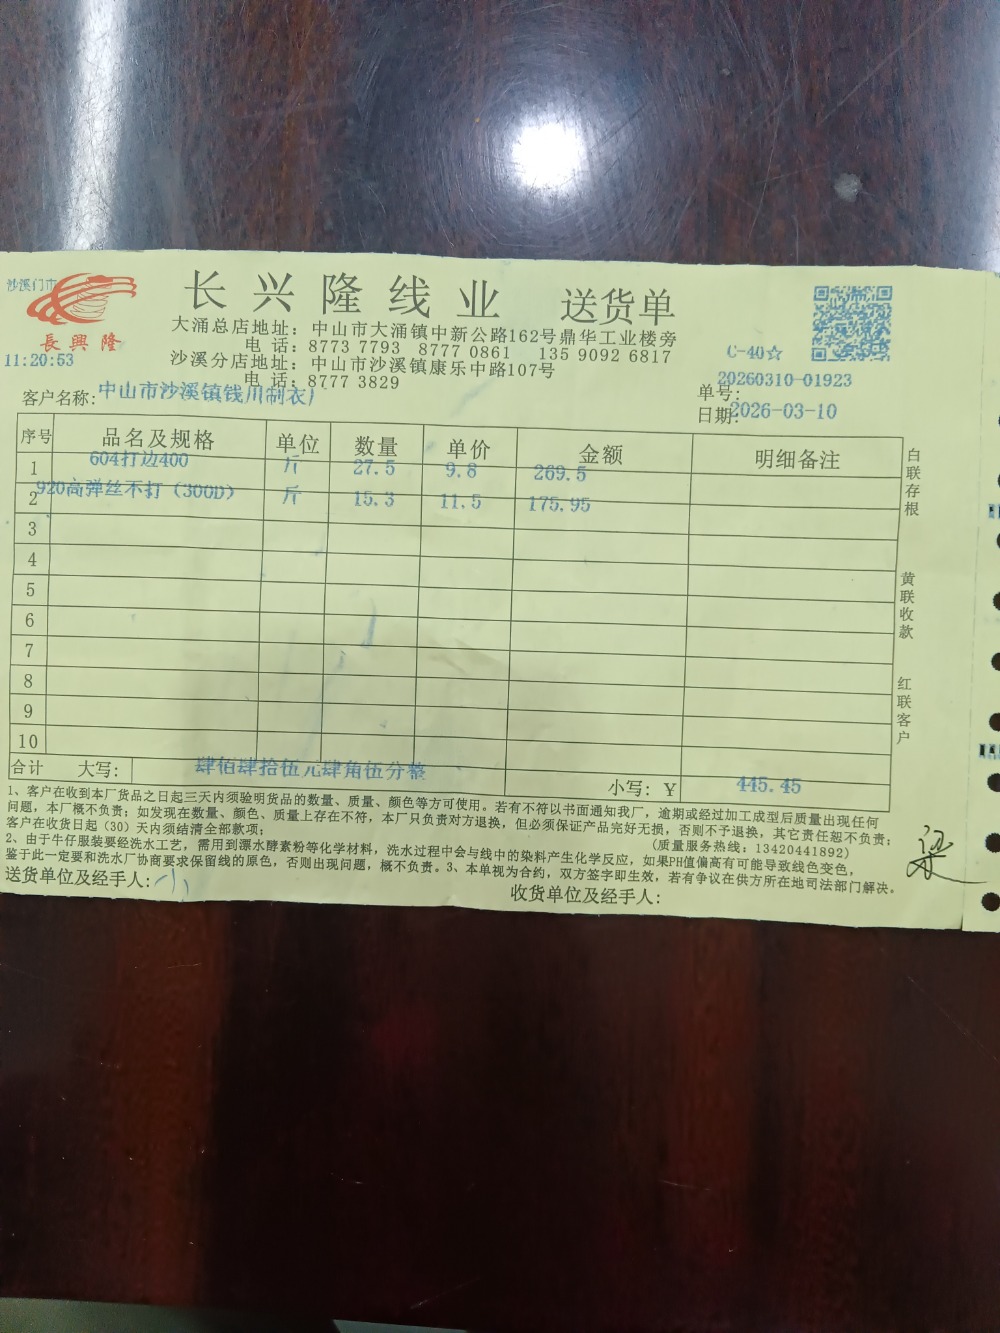 沙溪门市
長興隆
11:20:53
长兴隆线业 送货单
大涌总店地址：中山市大涌镇中新公路162号鼎华工业楼旁
电 话：8773 7793 8777 0861 135 9092 6817
沙溪分店地址：中山市沙溪镇康乐中路107号
电 话：8777 3829
C-40☆
单号：20260310-01923
日期：2026-03-10
客户名称：中山市沙溪镇钱川制衣厂
序号 品名及规格 单位 数量 单价 金额 明细备注
1 604打边400 斤 27.5 9.8 269.5
2 920高弹丝不打（300D） 斤 15.3 11.5 175.95
3
4
5
6
7
8
9
10
合计 大写：肆佰肆拾伍元肆角伍分整 小写：Y 445.45
白联存根
黄联收款
红联客户
1、客户在收到本厂货品之日起三天内须验明货品的数量、质量、颜色等方可使用。若有不符以书面通知我厂，逾期或经过加工成型后质量出现任何
问题，本厂概不负责；如发现在数量、颜色、质量上存在不符，本厂只负责对方退换，但必须保证产品完好无损，否则不予退换，其它责任恕不负责；
客户在收货日起（30）天内须结清全部款项；
(质量服务热线：13420441892)
2、由于牛仔服装要经洗水工艺，需用到漂水酵素粉等化学材料，洗水过程中会与线中的染料产生化学反应，如果PH值偏高有可能导致线色变色，
鉴于此一定要和洗水厂协商要求保留线的原色，否则出现问题，概不负责。3、本单视为合约，双方签字即生效，若有争议在供方所在地司法部门解决。
送货单位及经手人：小
收货单位及经手人：